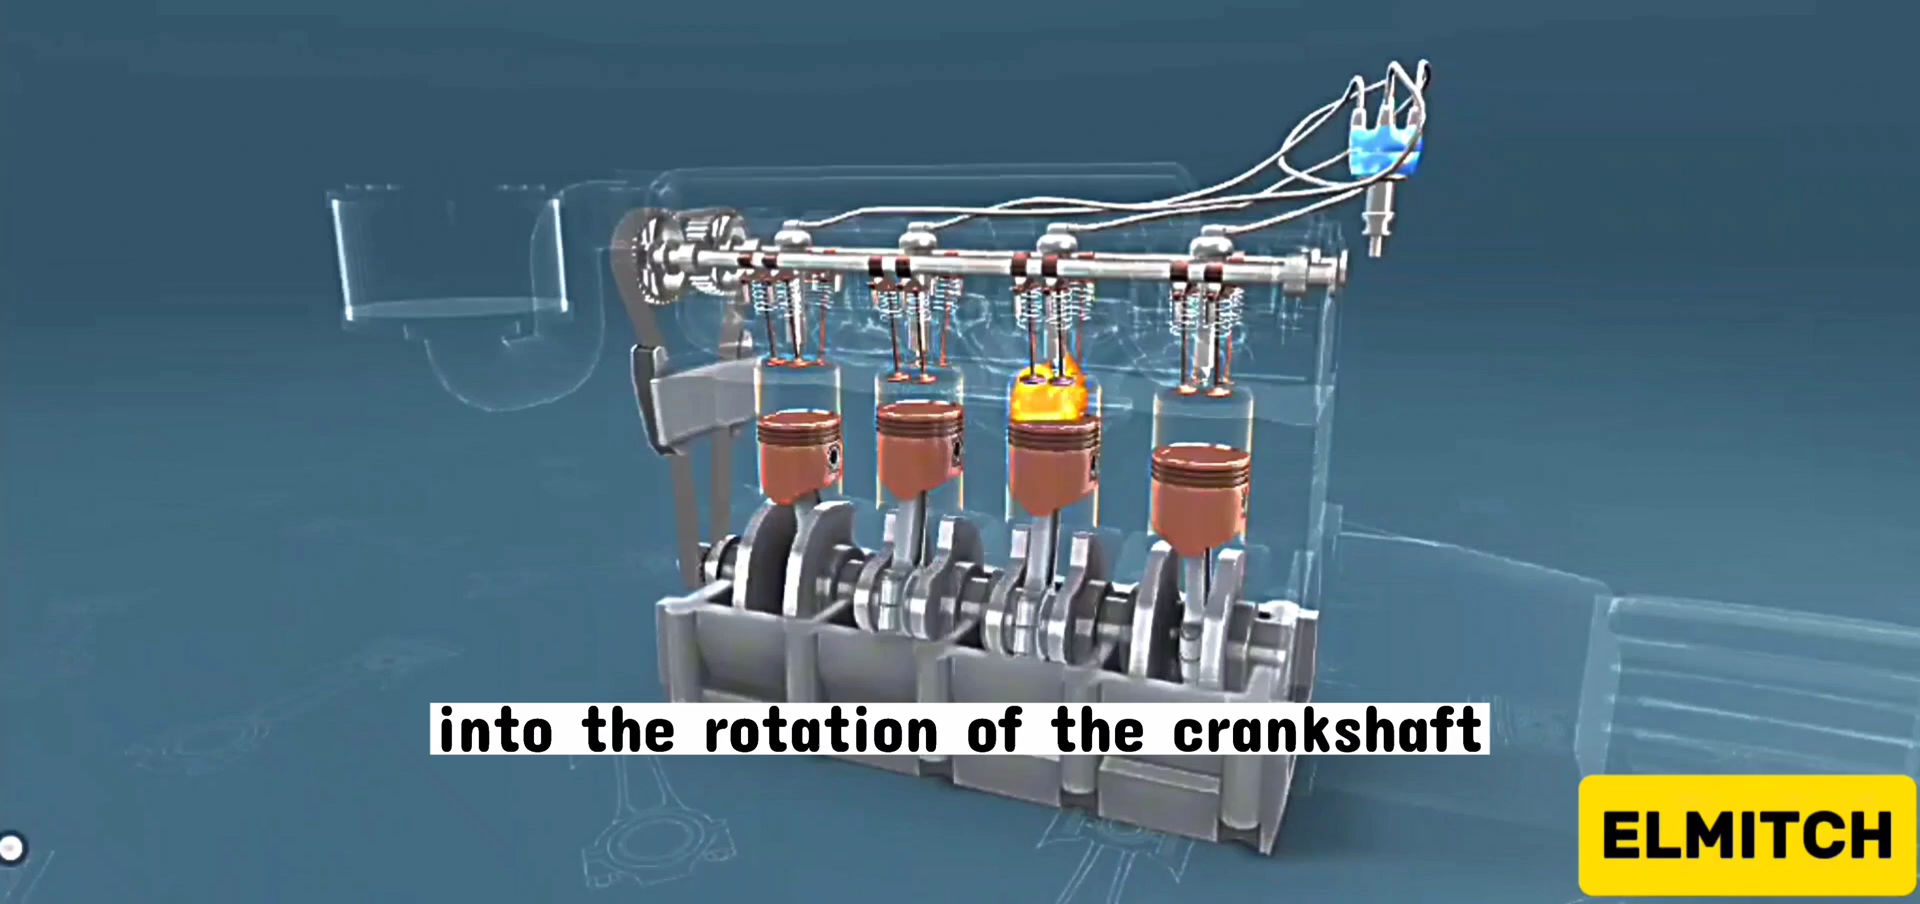 into the rotation of the crankshaft
ELMITCH